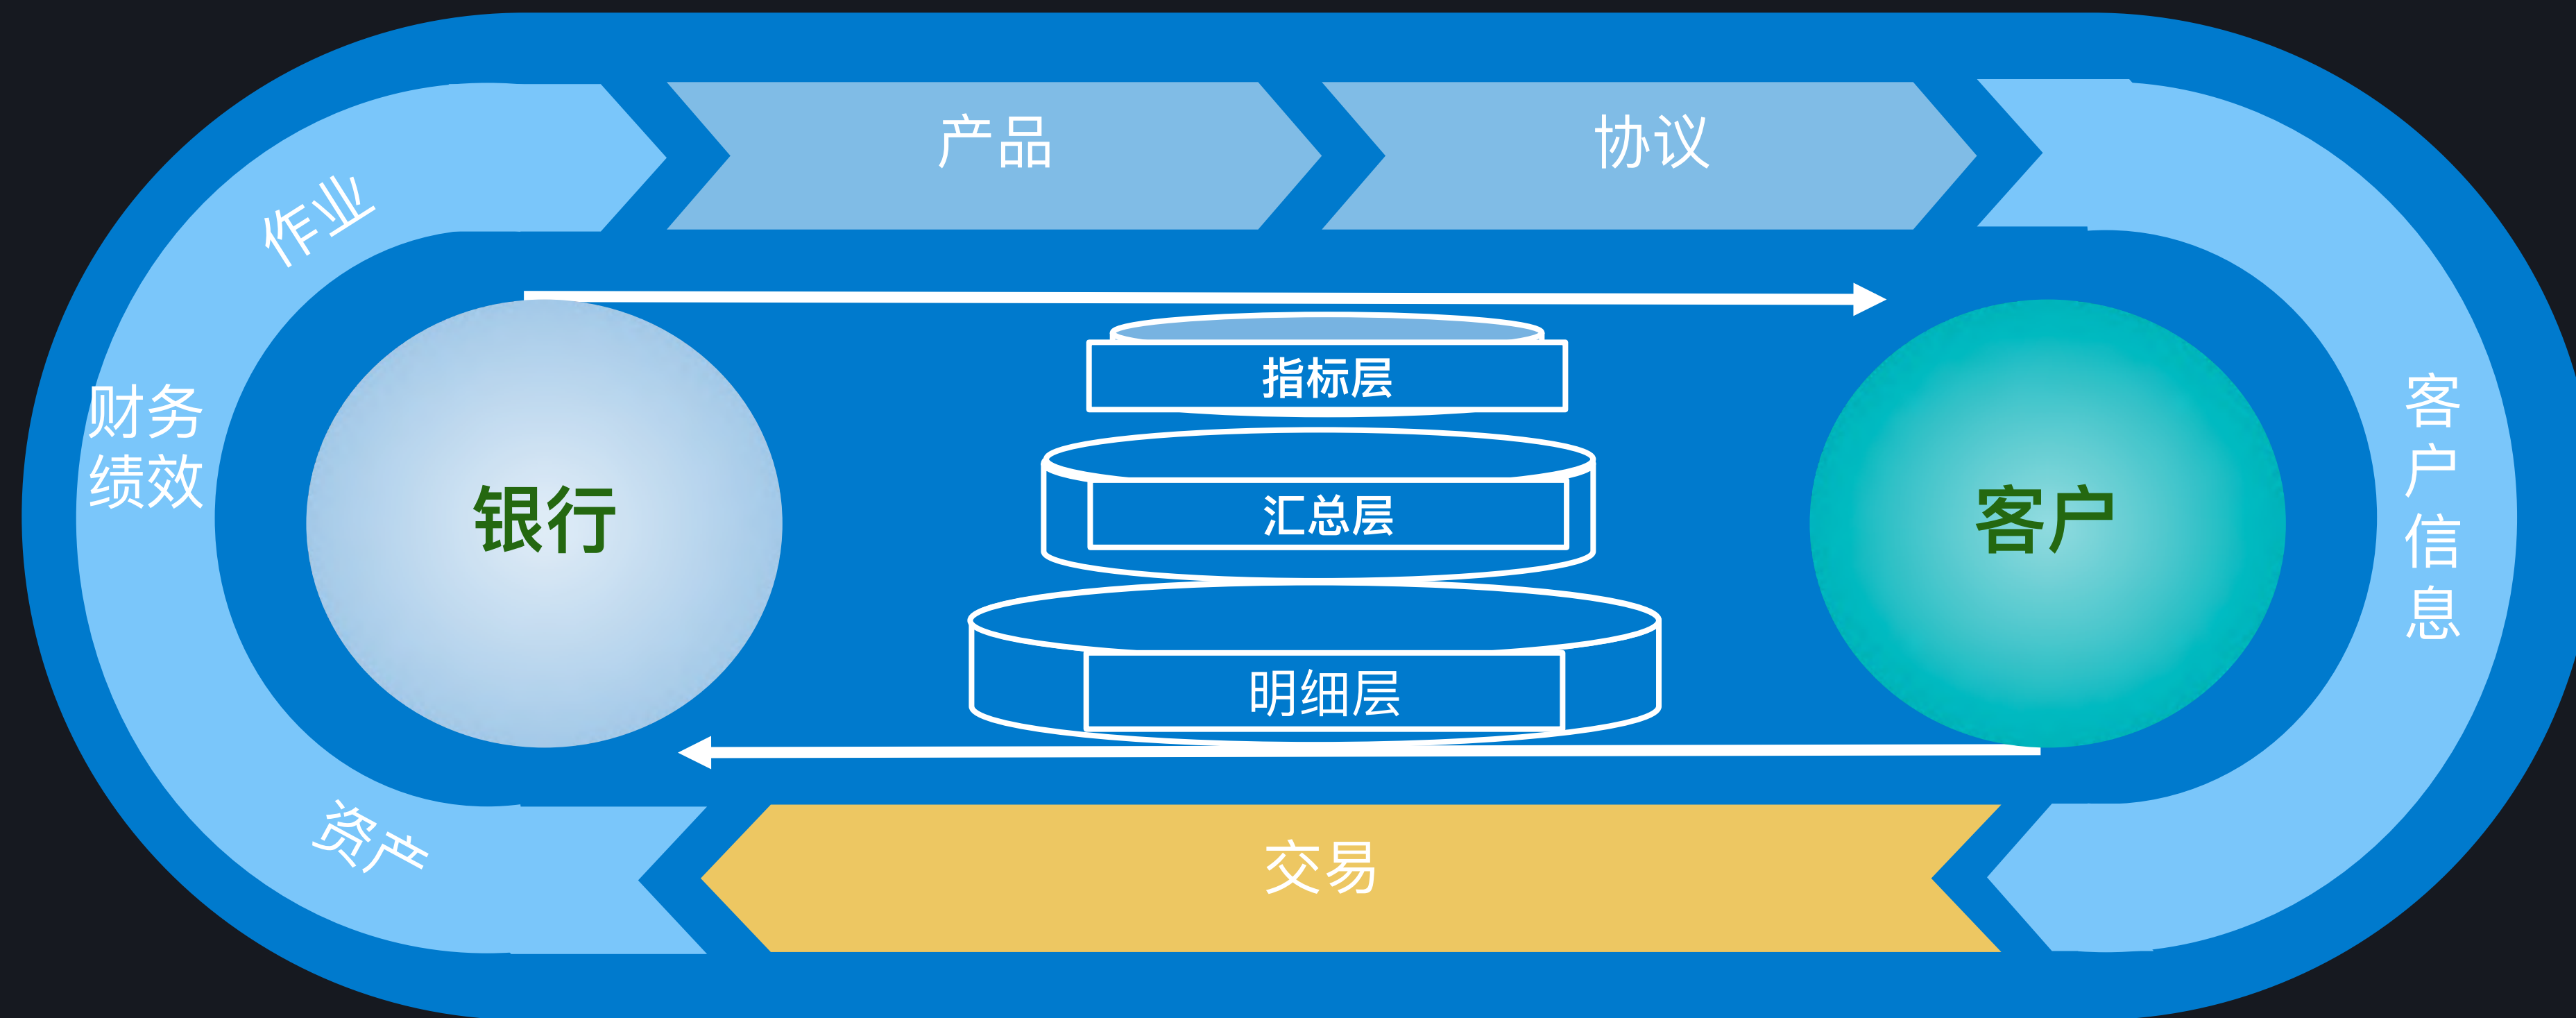 产品
协议
作业
指标层
财务
绩效
客
户
信
息
银行
汇总层
客户
明细层
资产
交易